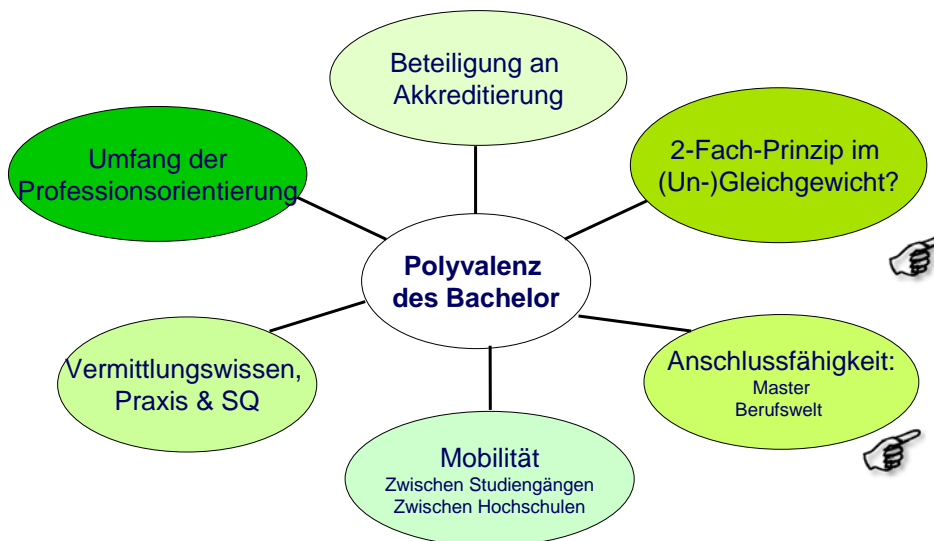 Beteiligung an
Akkreditierung
Umfang der
Professionsorientierung
2-Fach-Prinzip im
(Un-)Gleichgewicht?
Polyvalenz
des Bachelor
Vermittlungswissen,
Praxis & SQ
Anschlussfähigkeit:
Master
Berufswelt
Mobilität
Zwischen Studiengängen
Zwischen Hochschulen